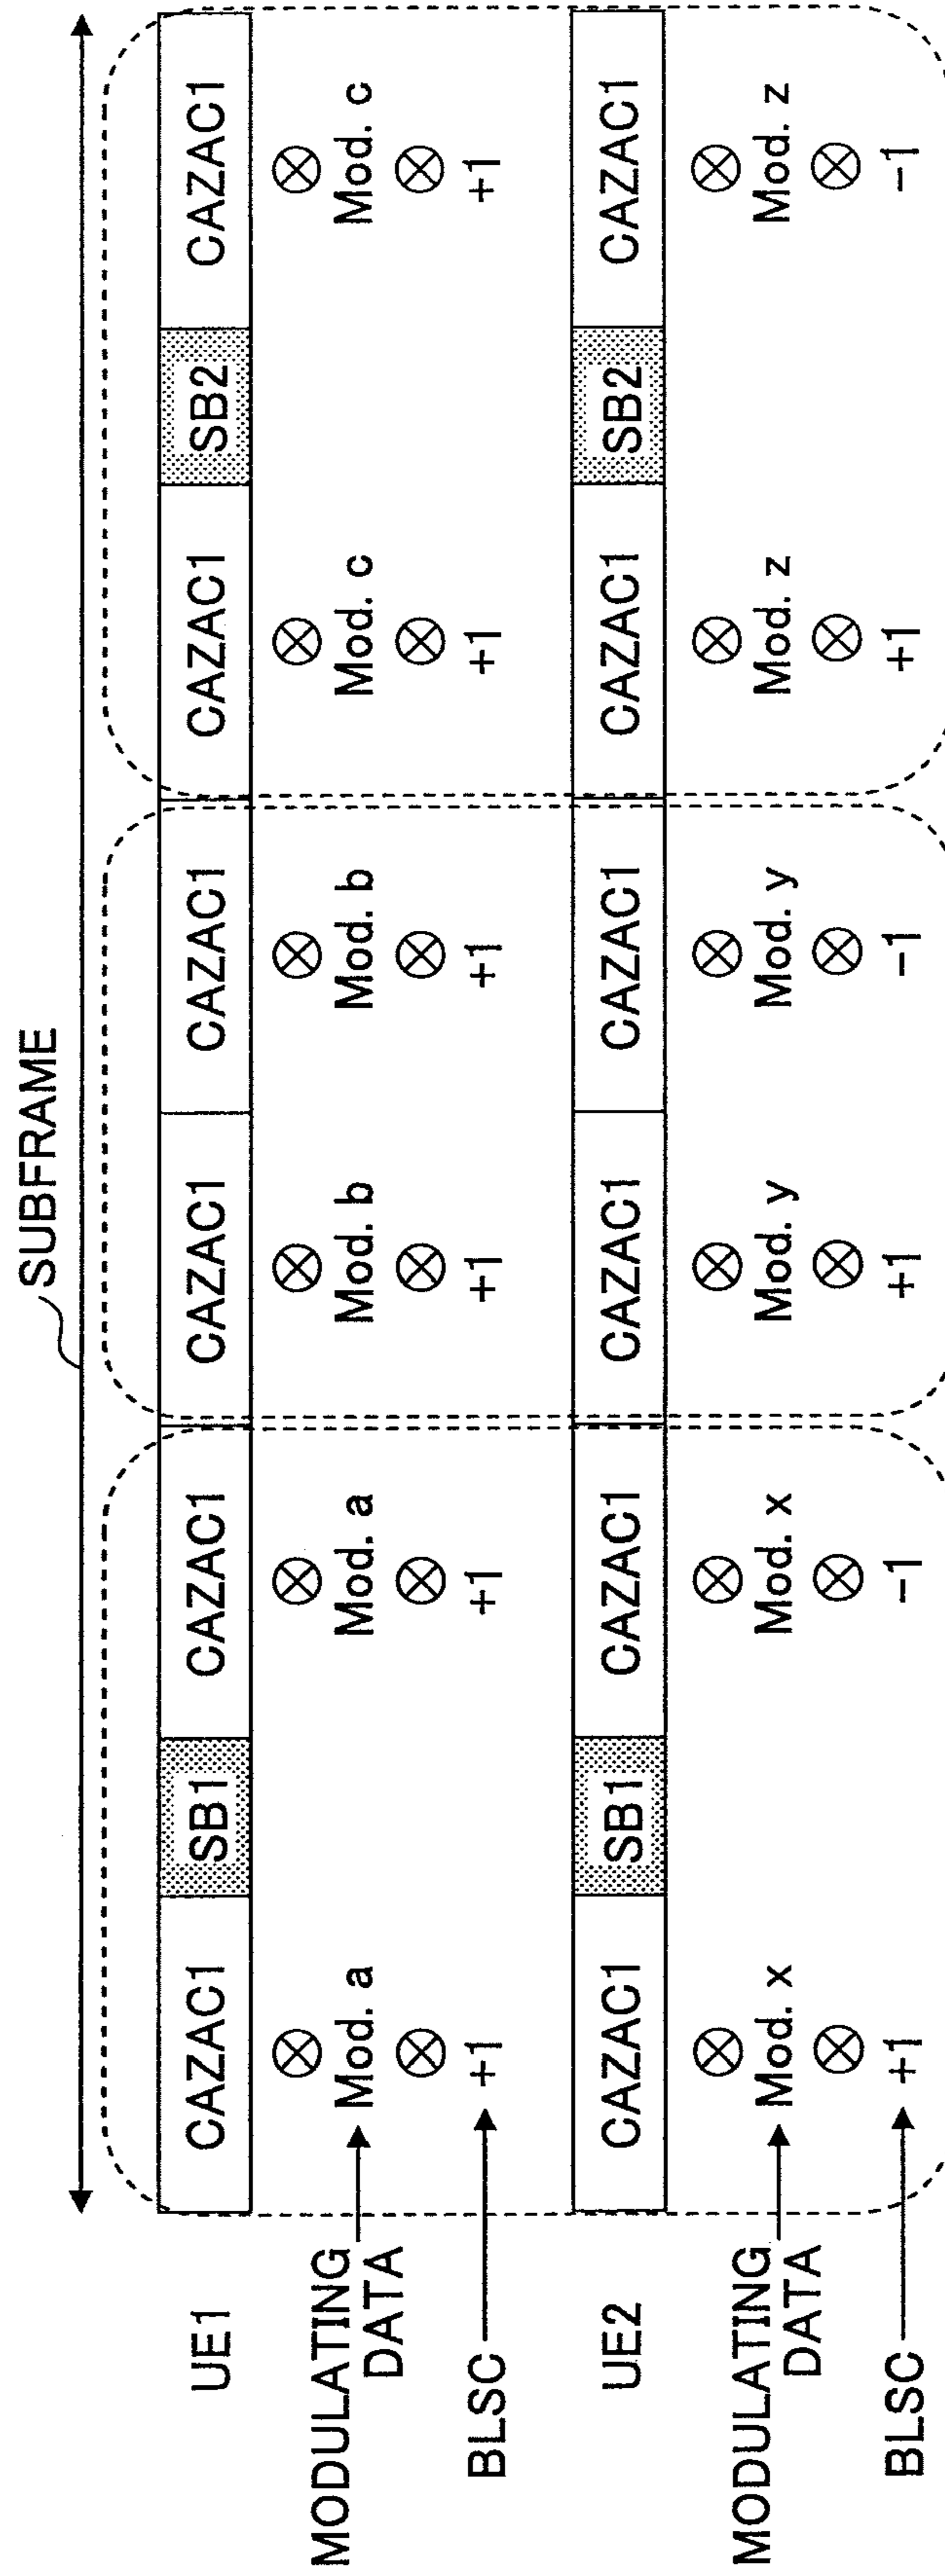 SUBFRAME
UE1
CAZAC1 SB1 CAZAC1 CAZAC1 CAZAC1 CAZAC1 SB2 CAZAC1
MODULATING
DATA
Mod. a Mod. a Mod. b Mod. b Mod. c Mod. c
BLSC
+1 +1 +1 +1 +1 +1
UE2
CAZAC1 SB1 CAZAC1 CAZAC1 CAZAC1 CAZAC1 SB2 CAZAC1
MODULATING
DATA
Mod. x Mod. x Mod. y Mod. y Mod. z Mod. z
BLSC
+1 -1 +1 -1 +1 -1